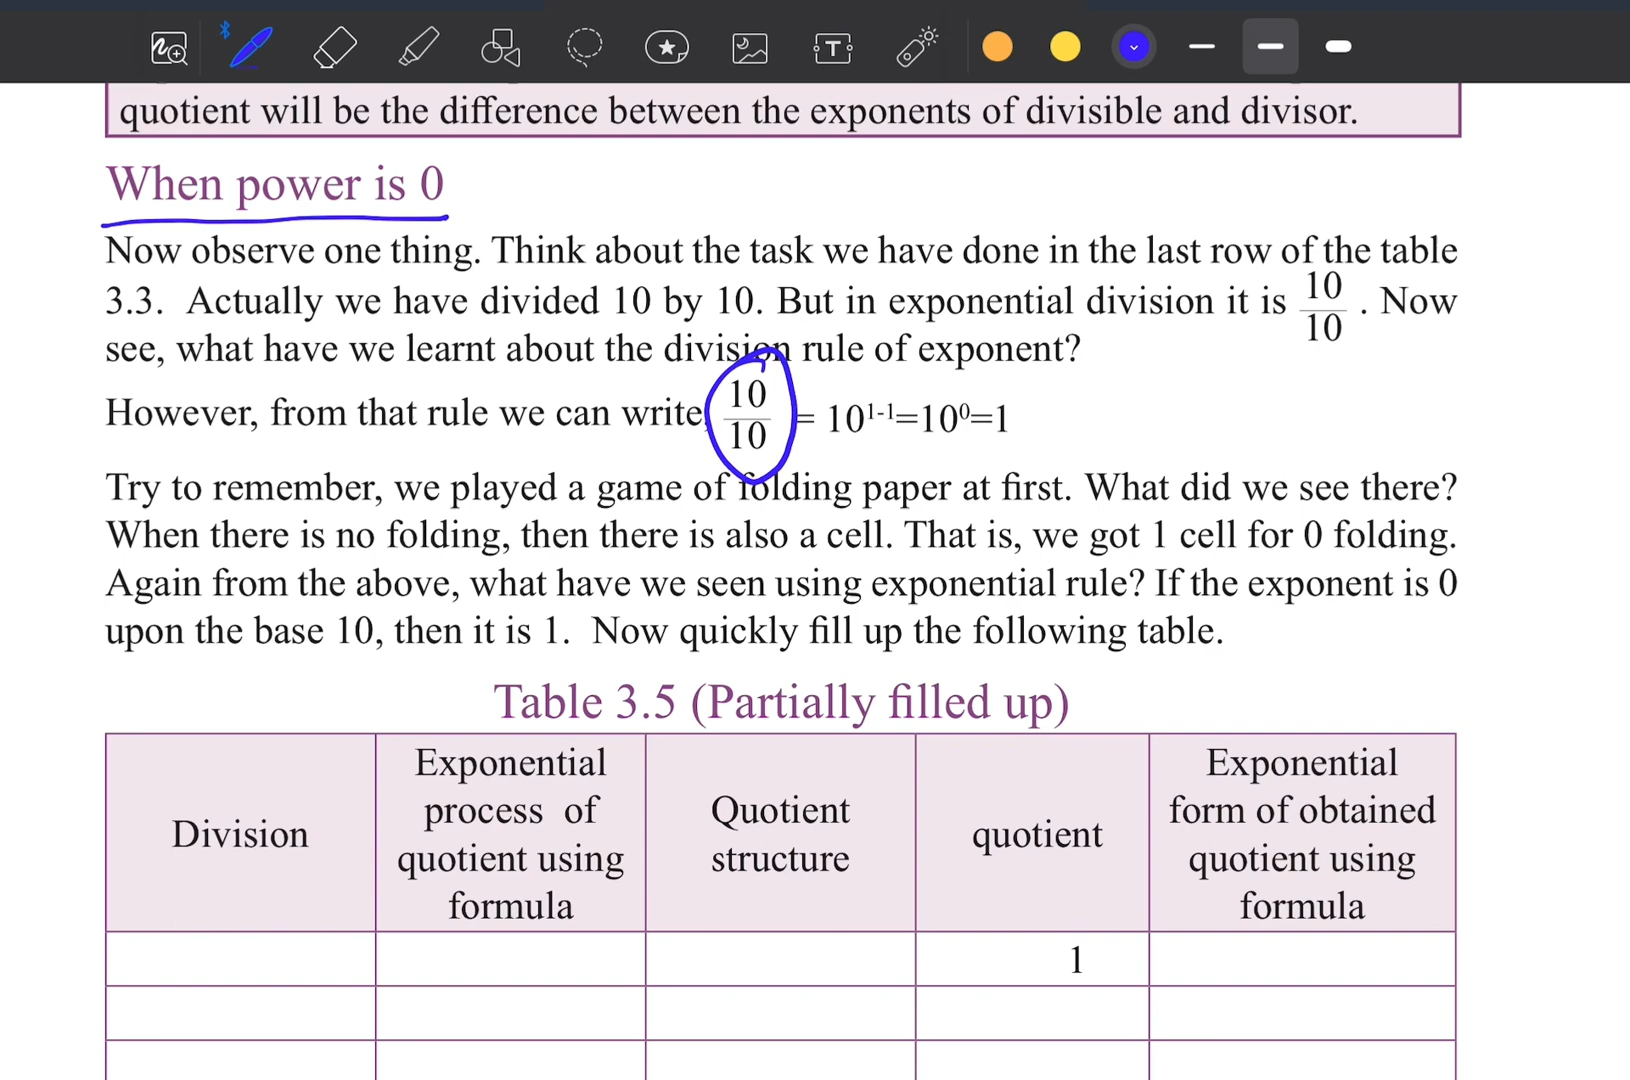 quotient will be the difference between the exponents of divisible and divisor.
When power is 0
Now observe one thing. Think about the task we have done in the last row of the table
3.3. Actually we have divided 10 by 10. But in exponential division it is 10/10 . Now
see, what have we learnt about the division rule of exponent?
However, from that rule we can write, 10/10 = 10¹⁻¹=10⁰=1
Try to remember, we played a game of folding paper at first. What did we see there?
When there is no folding, then there is also a cell. That is, we got 1 cell for 0 folding.
Again from the above, what have we seen using exponential rule? If the exponent is 0
upon the base 10, then it is 1. Now quickly fill up the following table.
Table 3.5 (Partially filled up)
Division
Exponential
process of
quotient using
formula
Quotient
structure
quotient
Exponential
form of obtained
quotient using
formula
1